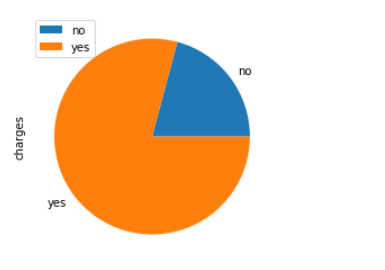 no
yes
no
charges
yes